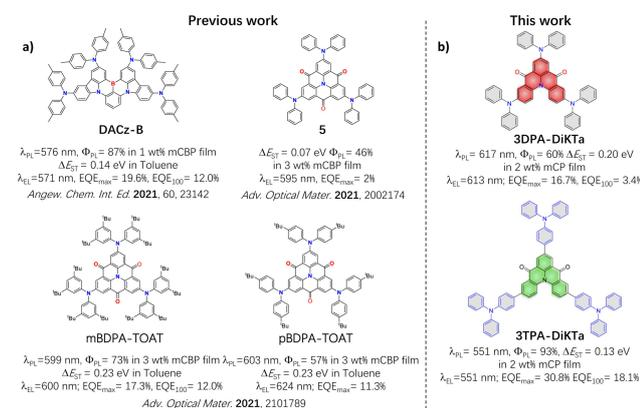 Previous work
This work
a)
b)
DACz-B
λPL=576 nm, ΦPL= 87% in 1 wt% mCBP film
ΔEST = 0.14 eV in Toluene
λEL=571 nm, EQEmax= 19.6%, EQE100= 12.0%
Angew. Chem. Int. Ed. 2021, 60, 23142
5
ΔEST = 0.07 eV ΦPL= 46%
in 3 wt% mCBP film
λEL=595 nm, EQEmax= 2%
Adv. Optical Mater. 2021, 2002174
3DPA-DiKTa
λPL= 617 nm, ΦPL= 60% ΔEST = 0.20 eV
in 2 wt% mCP film
λEL=613 nm; EQEmax= 16.7%, EQE100= 3.4%
mBDPA-TOAT
λPL=599 nm, ΦPL= 73% in 3 wt% mCBP film
ΔEST = 0.23 eV in Toluene
λEL=600 nm; EQEmax= 17.3%, EQE100= 12.0%
pBDPA-TOAT
λPL=603 nm, ΦPL= 57% in 3 wt% mCBP film
ΔEST = 0.23 eV in Toluene
λEL=624 nm; EQEmax= 11.3%
Adv. Optical Mater. 2021, 2101789
3TPA-DiKTa
λPL= 551 nm, ΦPL= 93%, ΔEST = 0.13 eV
in 2 wt% mCP film
λEL=551 nm; EQEmax= 30.8% EQE100= 18.1%